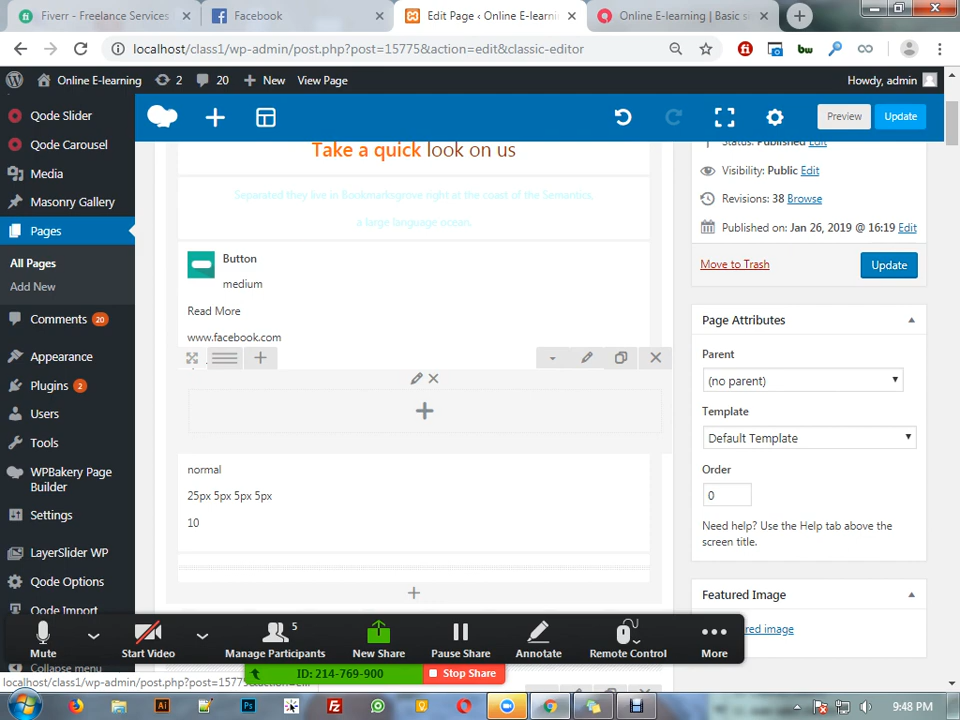 Fiverr - Freelance Services
Facebook
Edit Page ‹ Online E-learni
Online E-learning | Basic s
localhost/class1/wp-admin/post.php?post=15775&action=edit&classic-editor
Online E-learning
2
20
New
View Page
Howdy, admin
Qode Slider
Qode Carousel
Media
Masonry Gallery
Pages
All Pages
Add New
Comments 20
Appearance
Plugins 2
Users
Tools
WPBakery Page
Builder
Settings
LayerSlider WP
Qode Options
Qode Import
Collapse menu
Preview
Update
Take a quick look on us
Separated they live in Bookmarksgrove right at the coast of the Semantics,
a large language ocean.
Button
medium
Read More
www.facebook.com
normal
25px 5px 5px 5px
10
Status: Published Edit
Visibility: Public Edit
Revisions: 38 Browse
Published on: Jan 26, 2019 @ 16:19 Edit
Move to Trash
Update
Page Attributes
Parent
(no parent)
Template
Default Template
Order
0
Need help? Use the Help tab above the
screen title.
Featured Image
ured image
Mute
Start Video
5
Manage Participants
New Share
Pause Share
Annotate
Remote Control
More
ID: 214-769-900
Stop Share
localhost/class1/wp-admin/post.php?post=15775&action=e
9:48 PM